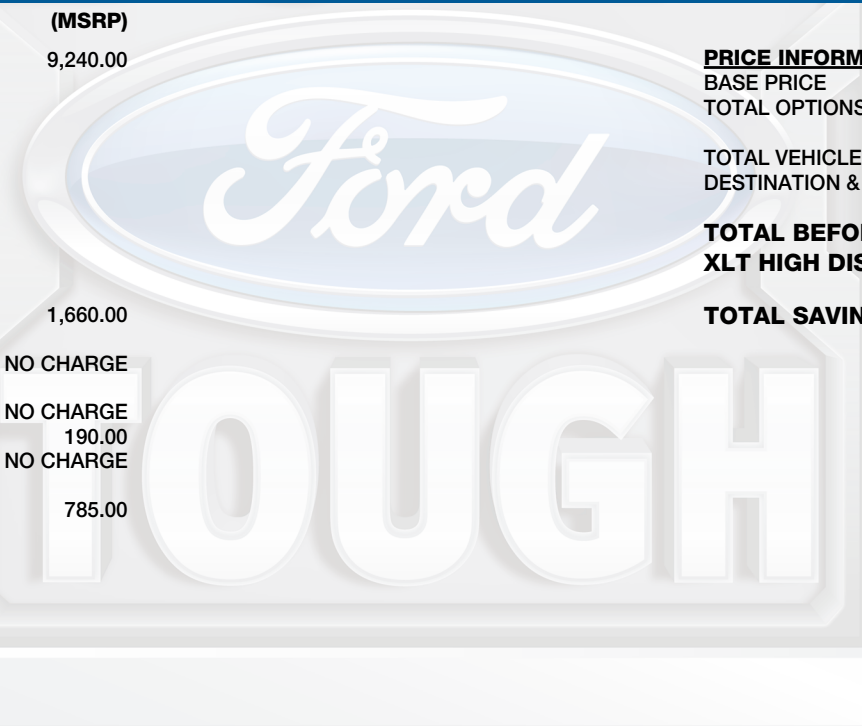 (MSRP)
9,240.00
1,660.00
NO CHARGE
NO CHARGE
190.00
NO CHARGE
785.00
PRICE INFORM
BASE PRICE
TOTAL OPTIONS
TOTAL VEHICLE
DESTINATION &
TOTAL BEFO
XLT HIGH DIS
TOTAL SAVIN
Ford
TOUGH